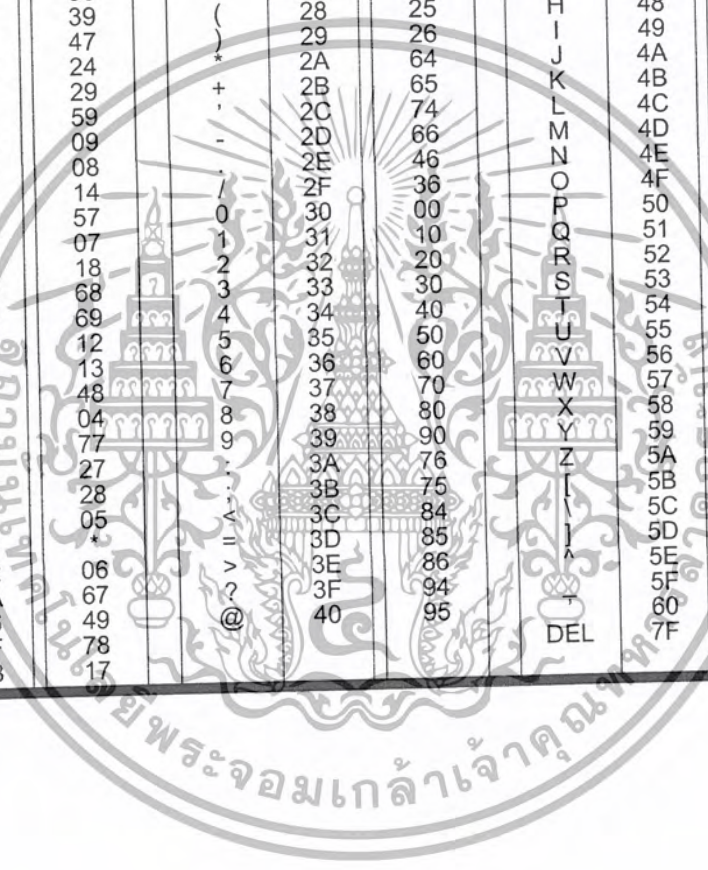 39 ( 28 25 H 48
47 ) 29 26 I 49
24 * 2A 64 J 4A
29 + 2B 65 K 4B
59 , 2C 74 L 4C
09 - 2D 66 M 4D
08 . 2E 46 N 4E
14 / 2F 36 O 4F
57 0 30 00 P 50
07 1 31 10 Q 51
18 2 32 20 R 52
68 3 33 30 S 53
69 4 34 40 T 54
12 5 35 50 U 55
13 6 36 60 V 56
48 7 37 70 W 57
04 8 38 80 X 58
77 9 39 90 Y 59
27 : 3A 76 Z 5A
28 ; 3B 75 [ 5B
05 < 3C 84 \ 5C
* = 3D 85 ] 5D
06 > 3E 86 ^ 5E
67 ? 3F 94 _ 5F
49 @ 40 95 ' 60
78 DEL 7F
17
พระจอมเกล้าเจ้าคุณทหาร